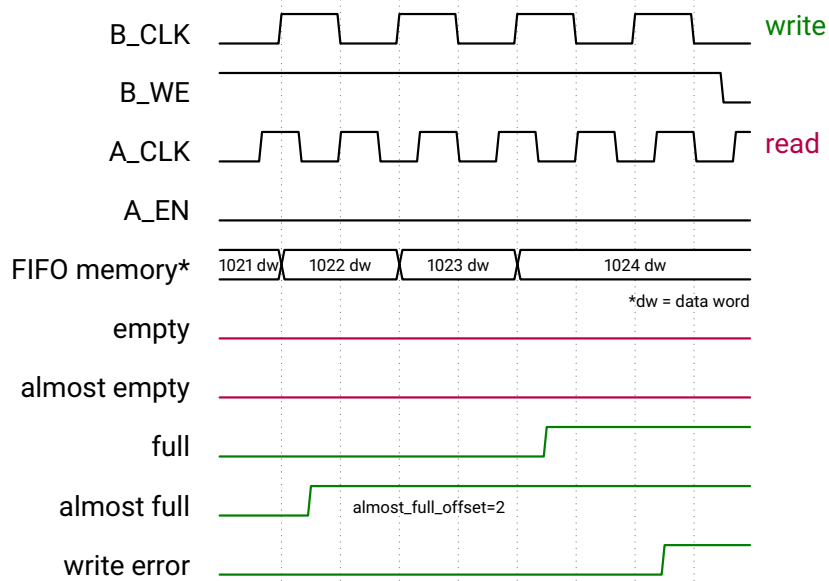 B_CLK
write
B_WE
A_CLK
read
A_EN
FIFO memory*
1021 dw
1022 dw
1023 dw
1024 dw
*dw = data word
empty
almost empty
full
almost full
almost_full_offset=2
write error